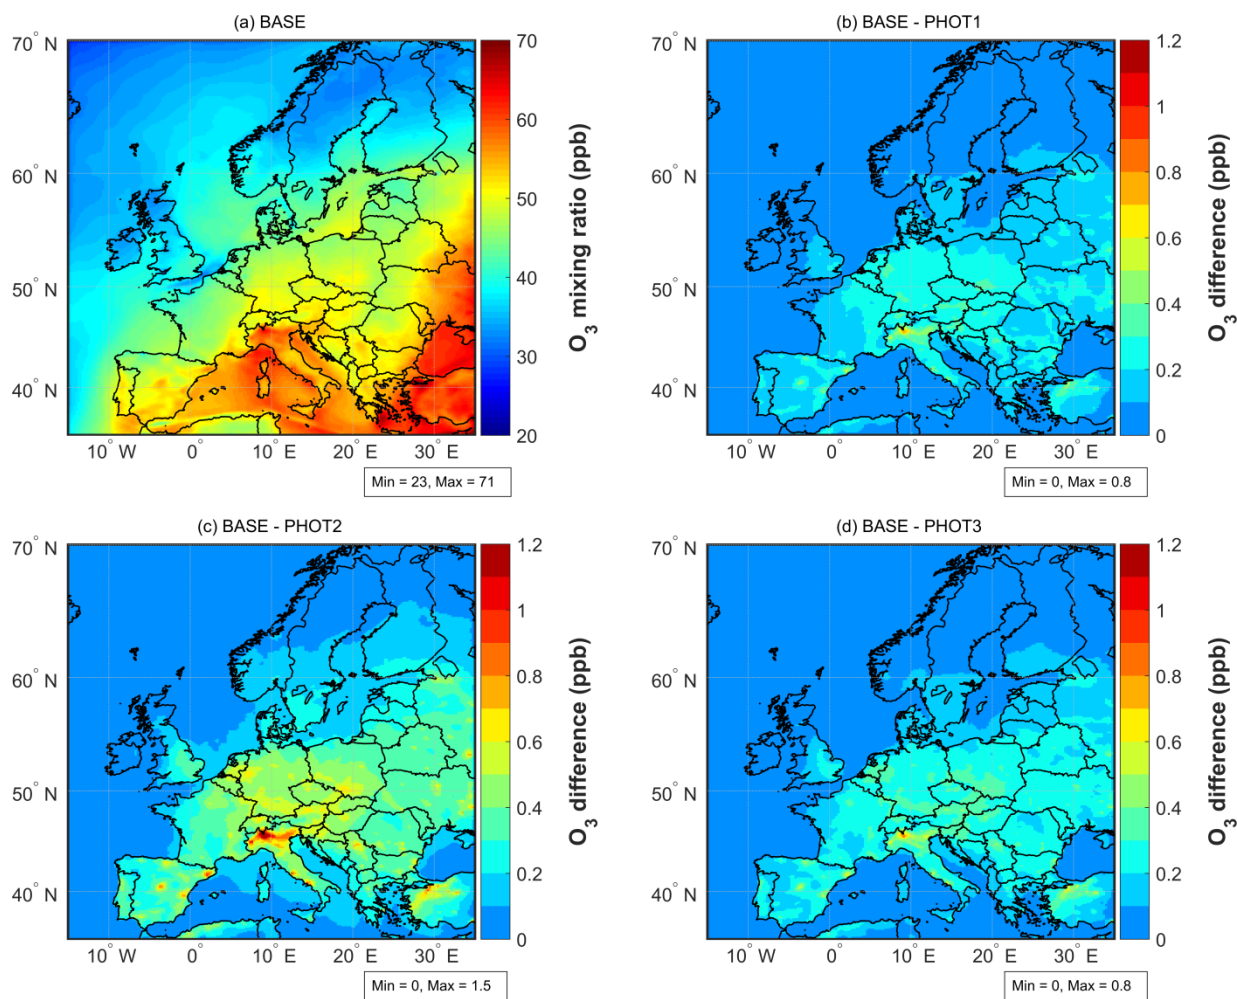 (a) BASE
70° N
60° N
50° N
40° N
10° W
0°
10° E
20° E
30° E
70
60
50
40
30
20
O3 mixing ratio (ppb)
Min = 23, Max = 71
(b) BASE - PHOT1
70° N
60° N
50° N
40° N
10° W
0°
10° E
20° E
30° E
1.2
1
0.8
0.6
0.4
0.2
0
O3 difference (ppb)
Min = 0, Max = 0.8
(c) BASE - PHOT2
70° N
60° N
50° N
40° N
10° W
0°
10° E
20° E
30° E
1.2
1
0.8
0.6
0.4
0.2
0
O3 difference (ppb)
Min = 0, Max = 1.5
(d) BASE - PHOT3
70° N
60° N
50° N
40° N
10° W
0°
10° E
20° E
30° E
1.2
1
0.8
0.6
0.4
0.2
0
O3 difference (ppb)
Min = 0, Max = 0.8